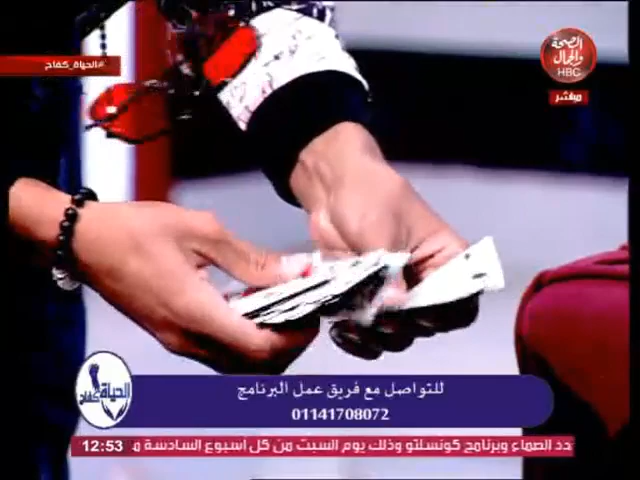 #الحياة_كفاح
الصحة
والجمال
HBC
مباشر
الحياة
كفاح
للتواصل مع فريق عمل البرنامج
01141708072
12:53 دد الصماء وبرنامج كونسلتو وذلك يوم السبت من كل أسبوع السادسة م